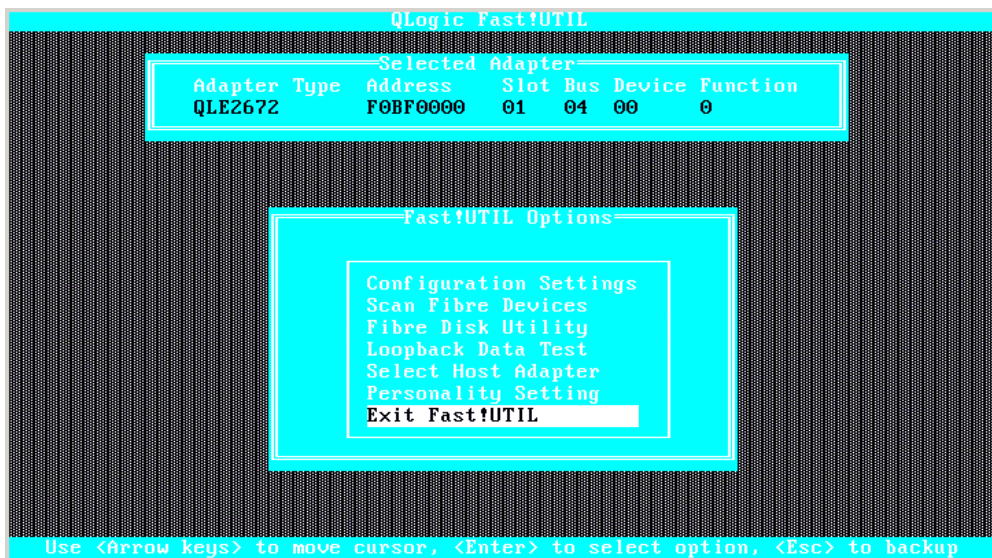 QLogic Fast!UTIL
Selected Adapter
Adapter Type Address Slot Bus Device Function
QLE2672 F0BF0000 01 04 00 0
Fast!UTIL Options
Configuration Settings
Scan Fibre Devices
Fibre Disk Utility
Loopback Data Test
Select Host Adapter
Personality Setting
Exit Fast!UTIL
Use <Arrow keys> to move cursor, <Enter> to select option, <Esc> to backup